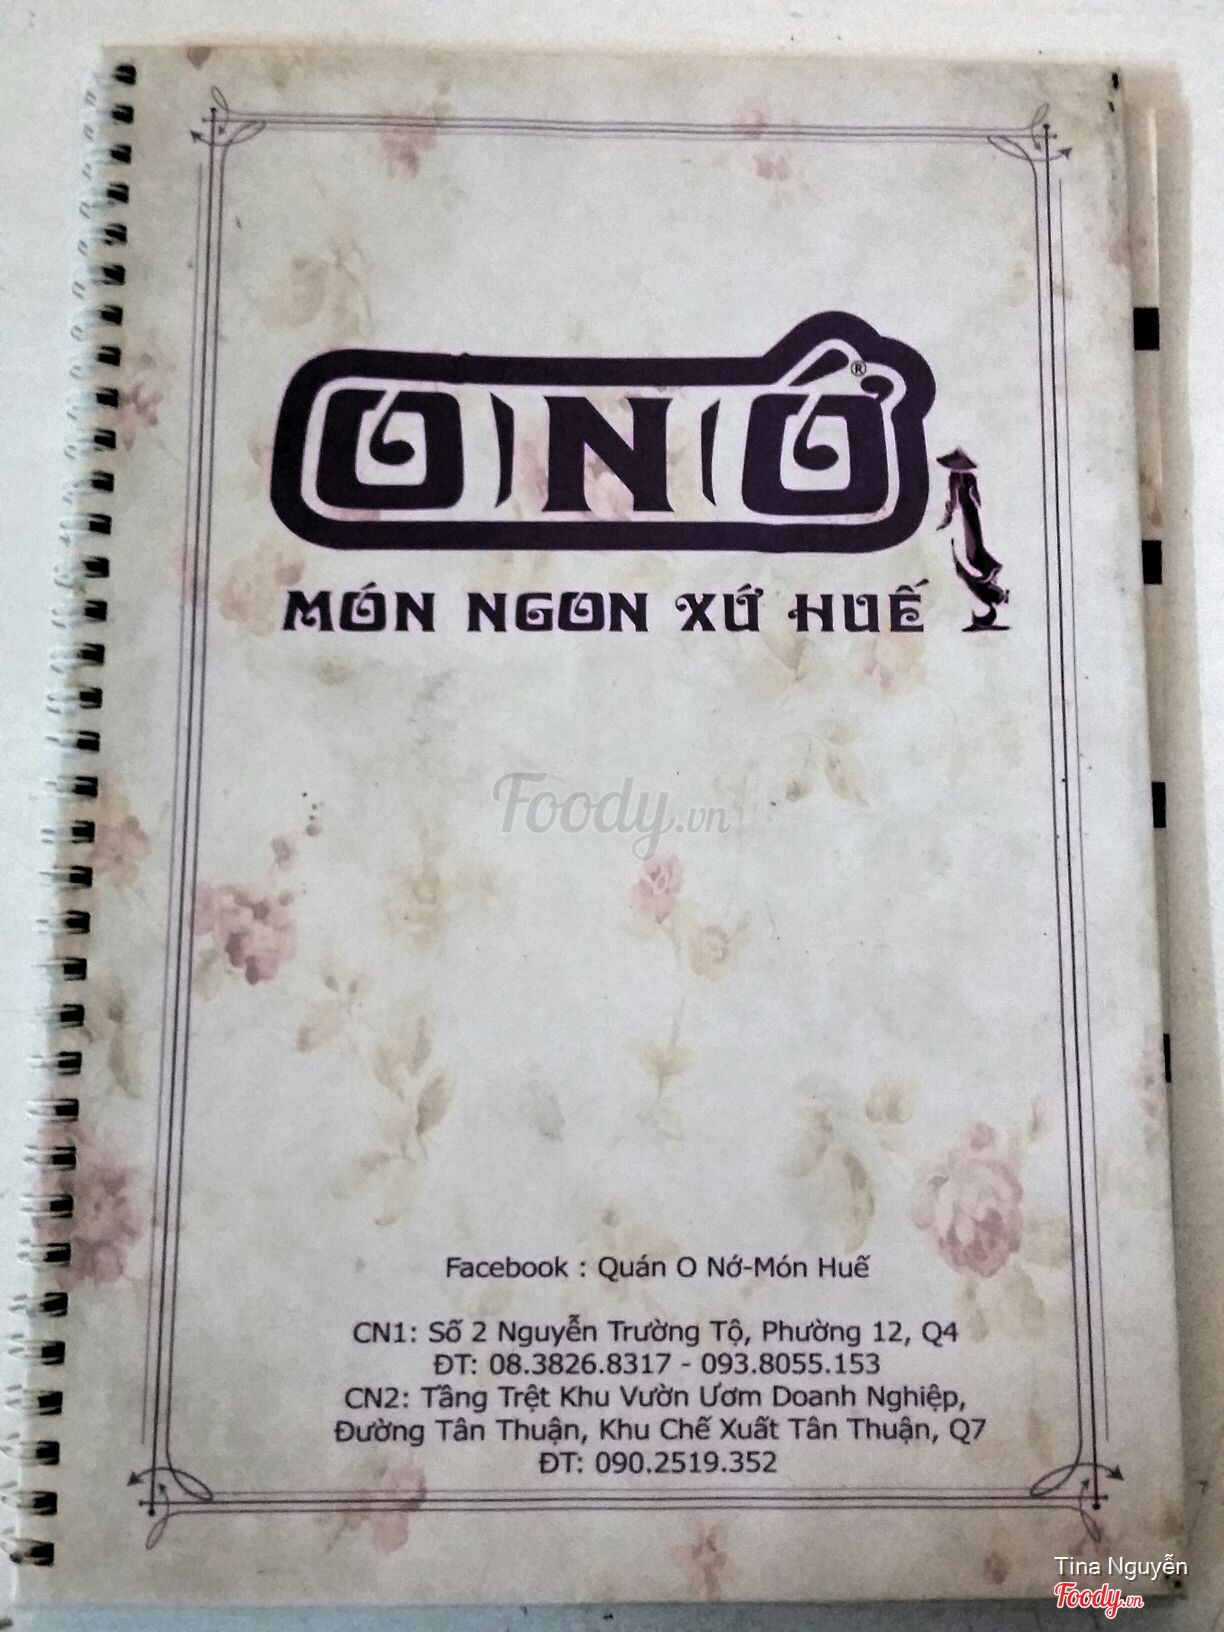 O NỚ ®
MÓN NGON XỨ HUẾ
Foody.vn
Facebook : Quán O Nớ-Món Huế
CN1: Số 2 Nguyễn Trường Tộ, Phường 12, Q4
ĐT: 08.3826.8317 - 093.8055.153
CN2: Tầng Trệt Khu Vườn Ươm Doanh Nghiệp,
Đường Tân Thuận, Khu Chế Xuất Tân Thuận, Q7
ĐT: 090.2519.352
Tina Nguyễn
Foody.vn